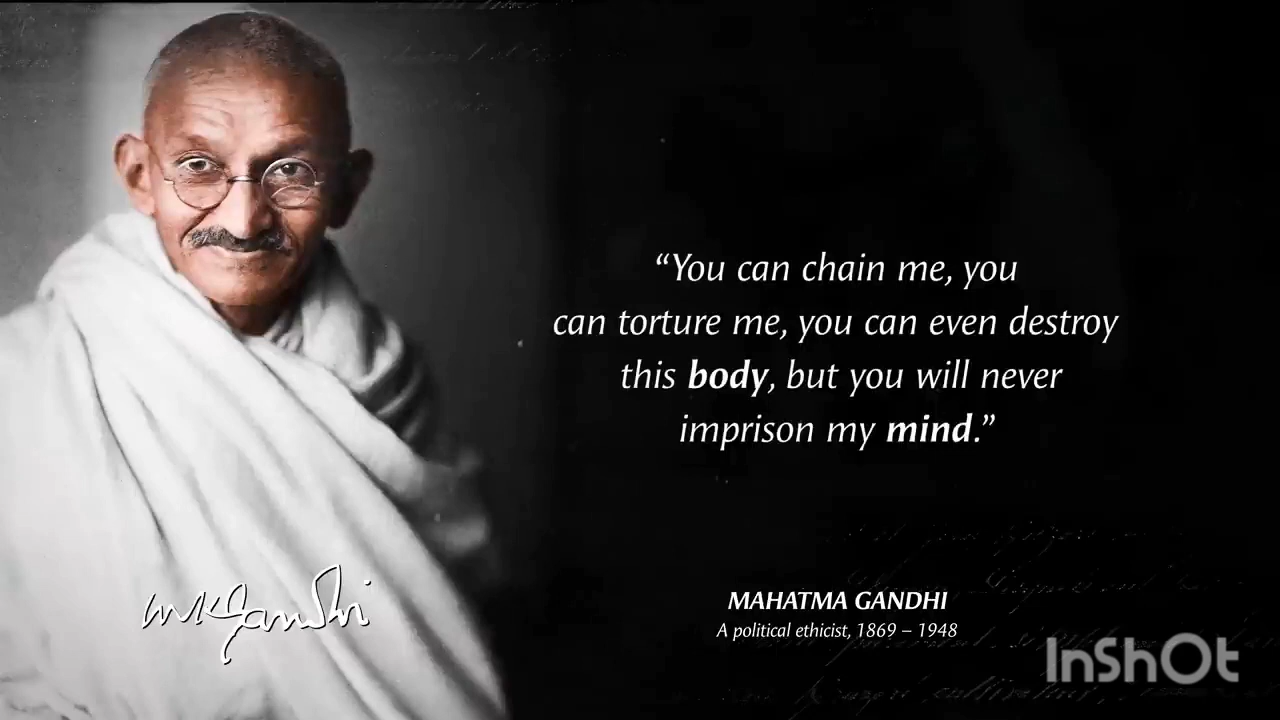 “You can chain me, you
can torture me, you can even destroy
this body, but you will never
imprison my mind.”
MKGandhi
MAHATMA GANDHI
A political ethicist, 1869 – 1948
InShOt